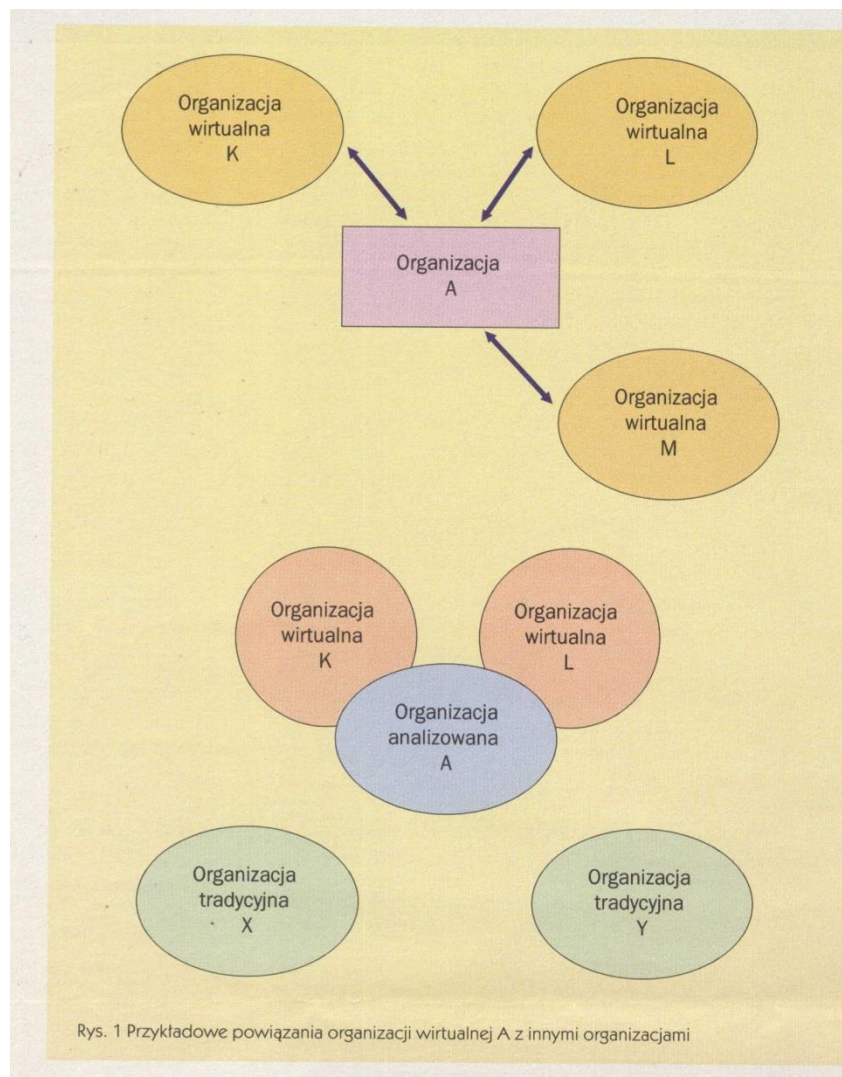 Organizacja
wirtualna
K
Organizacja
wirtualna
L
Organizacja
A
Organizacja
wirtualna
M
Organizacja
wirtualna
K
Organizacja
wirtualna
L
Organizacja
analizowana
A
Organizacja
tradycyjna
X
Organizacja
tradycyjna
Y
Rys. 1 Przykładowe powiązania organizacji wirtualnej A z innymi organizacjami